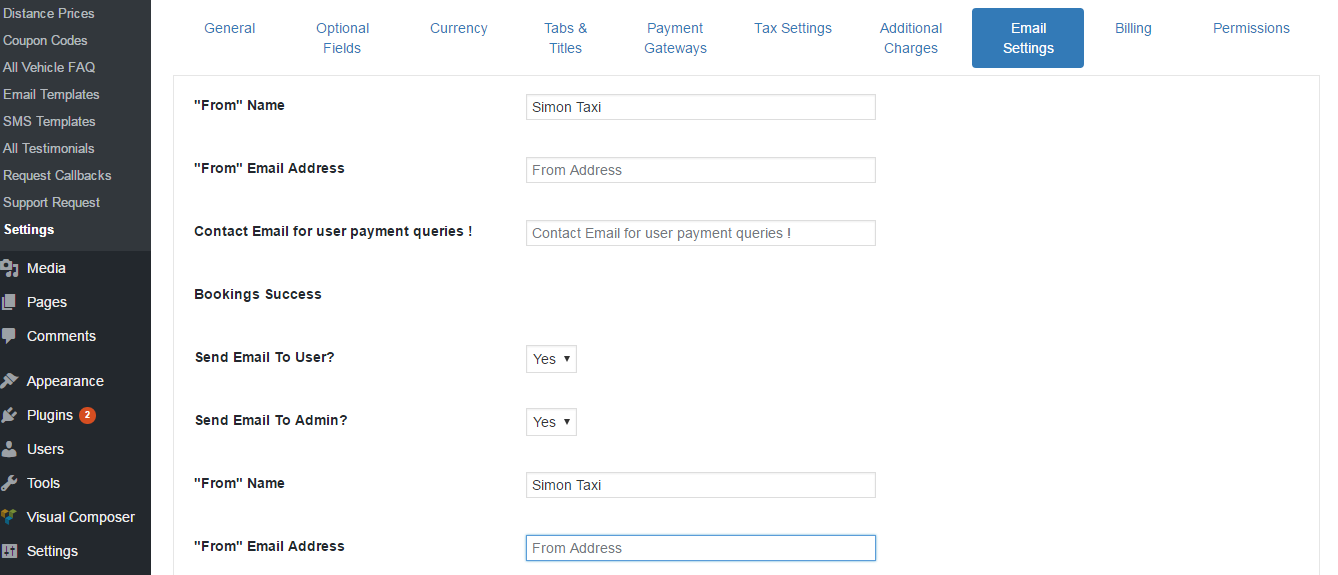 Distance Prices
Coupon Codes
All Vehicle FAQ
Email Templates
SMS Templates
All Testimonials
Request Callbacks
Support Request
Settings
Media
Pages
Comments
Appearance
Plugins 2
Users
Tools
Visual Composer
Settings
General
Optional
Fields
Currency
Tabs &
Titles
Payment
Gateways
Tax Settings
Additional
Charges
Email
Settings
Billing
Permissions
"From" Name
Simon Taxi
"From" Email Address
From Address
Contact Email for user payment queries !
Contact Email for user payment queries !
Bookings Success
Send Email To User?
Yes
Send Email To Admin?
Yes
"From" Name
Simon Taxi
"From" Email Address
From Address